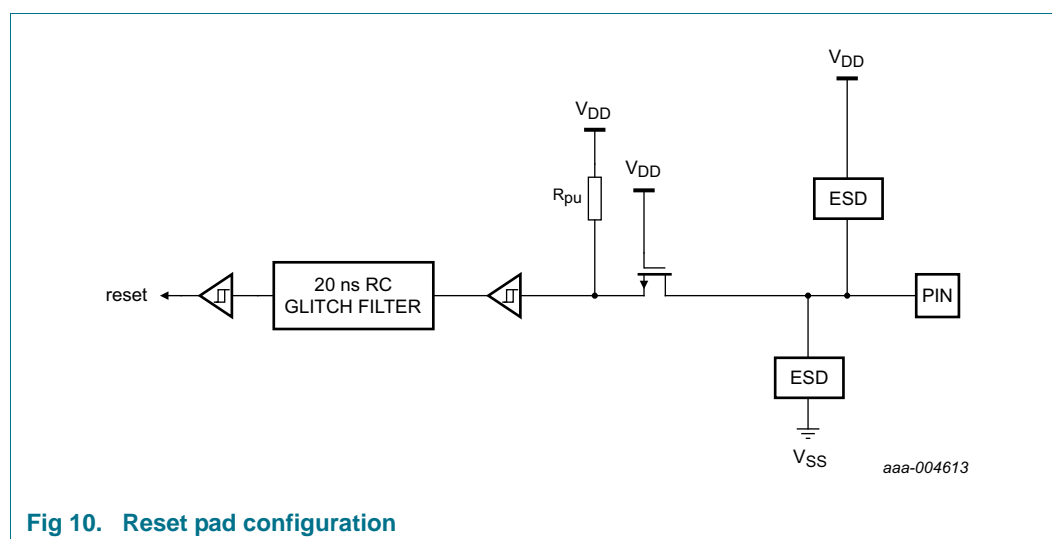 VDD
VDD
VDD
Rpu
ESD
reset
20 ns RC
GLITCH FILTER
PIN
ESD
VSS
aaa-004613
Fig 10. Reset pad configuration